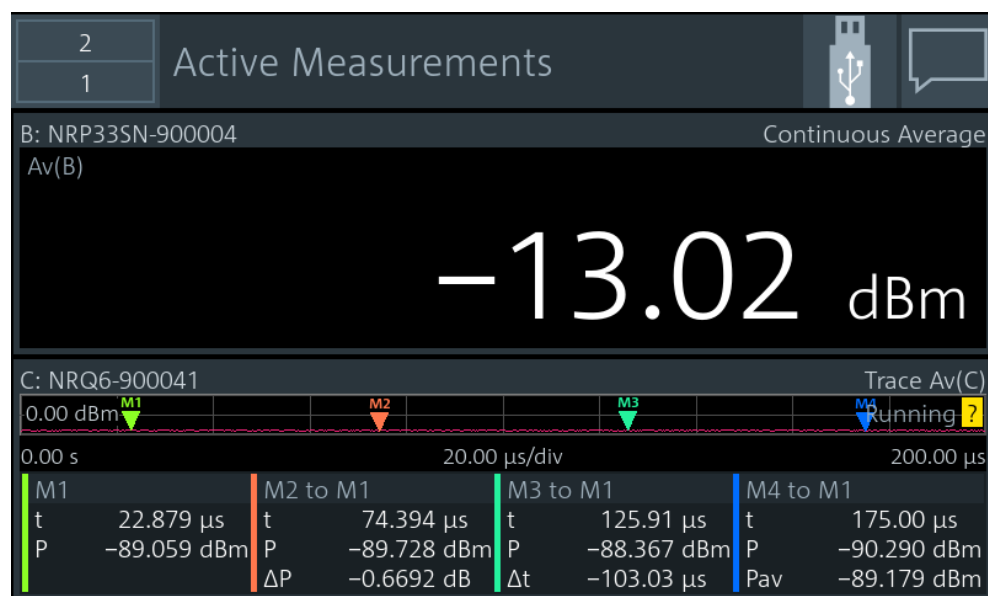 2
1
Active Measurements
B: NRP33SN-900004 Continuous Average
Av(B)
−13.02 dBm
C: NRQ6-900041 Trace Av(C)
0.00 dBm M1 M2 M3 M4 Running ?
0.00 s 20.00 µs/div 200.00 µs
M1 M2 to M1 M3 to M1 M4 to M1
t 22.879 µs t 74.394 µs t 125.91 µs t 175.00 µs
P −89.059 dBm P −89.728 dBm P −88.367 dBm P −90.290 dBm
ΔP −0.6692 dB Δt −103.03 µs Pav −89.179 dBm